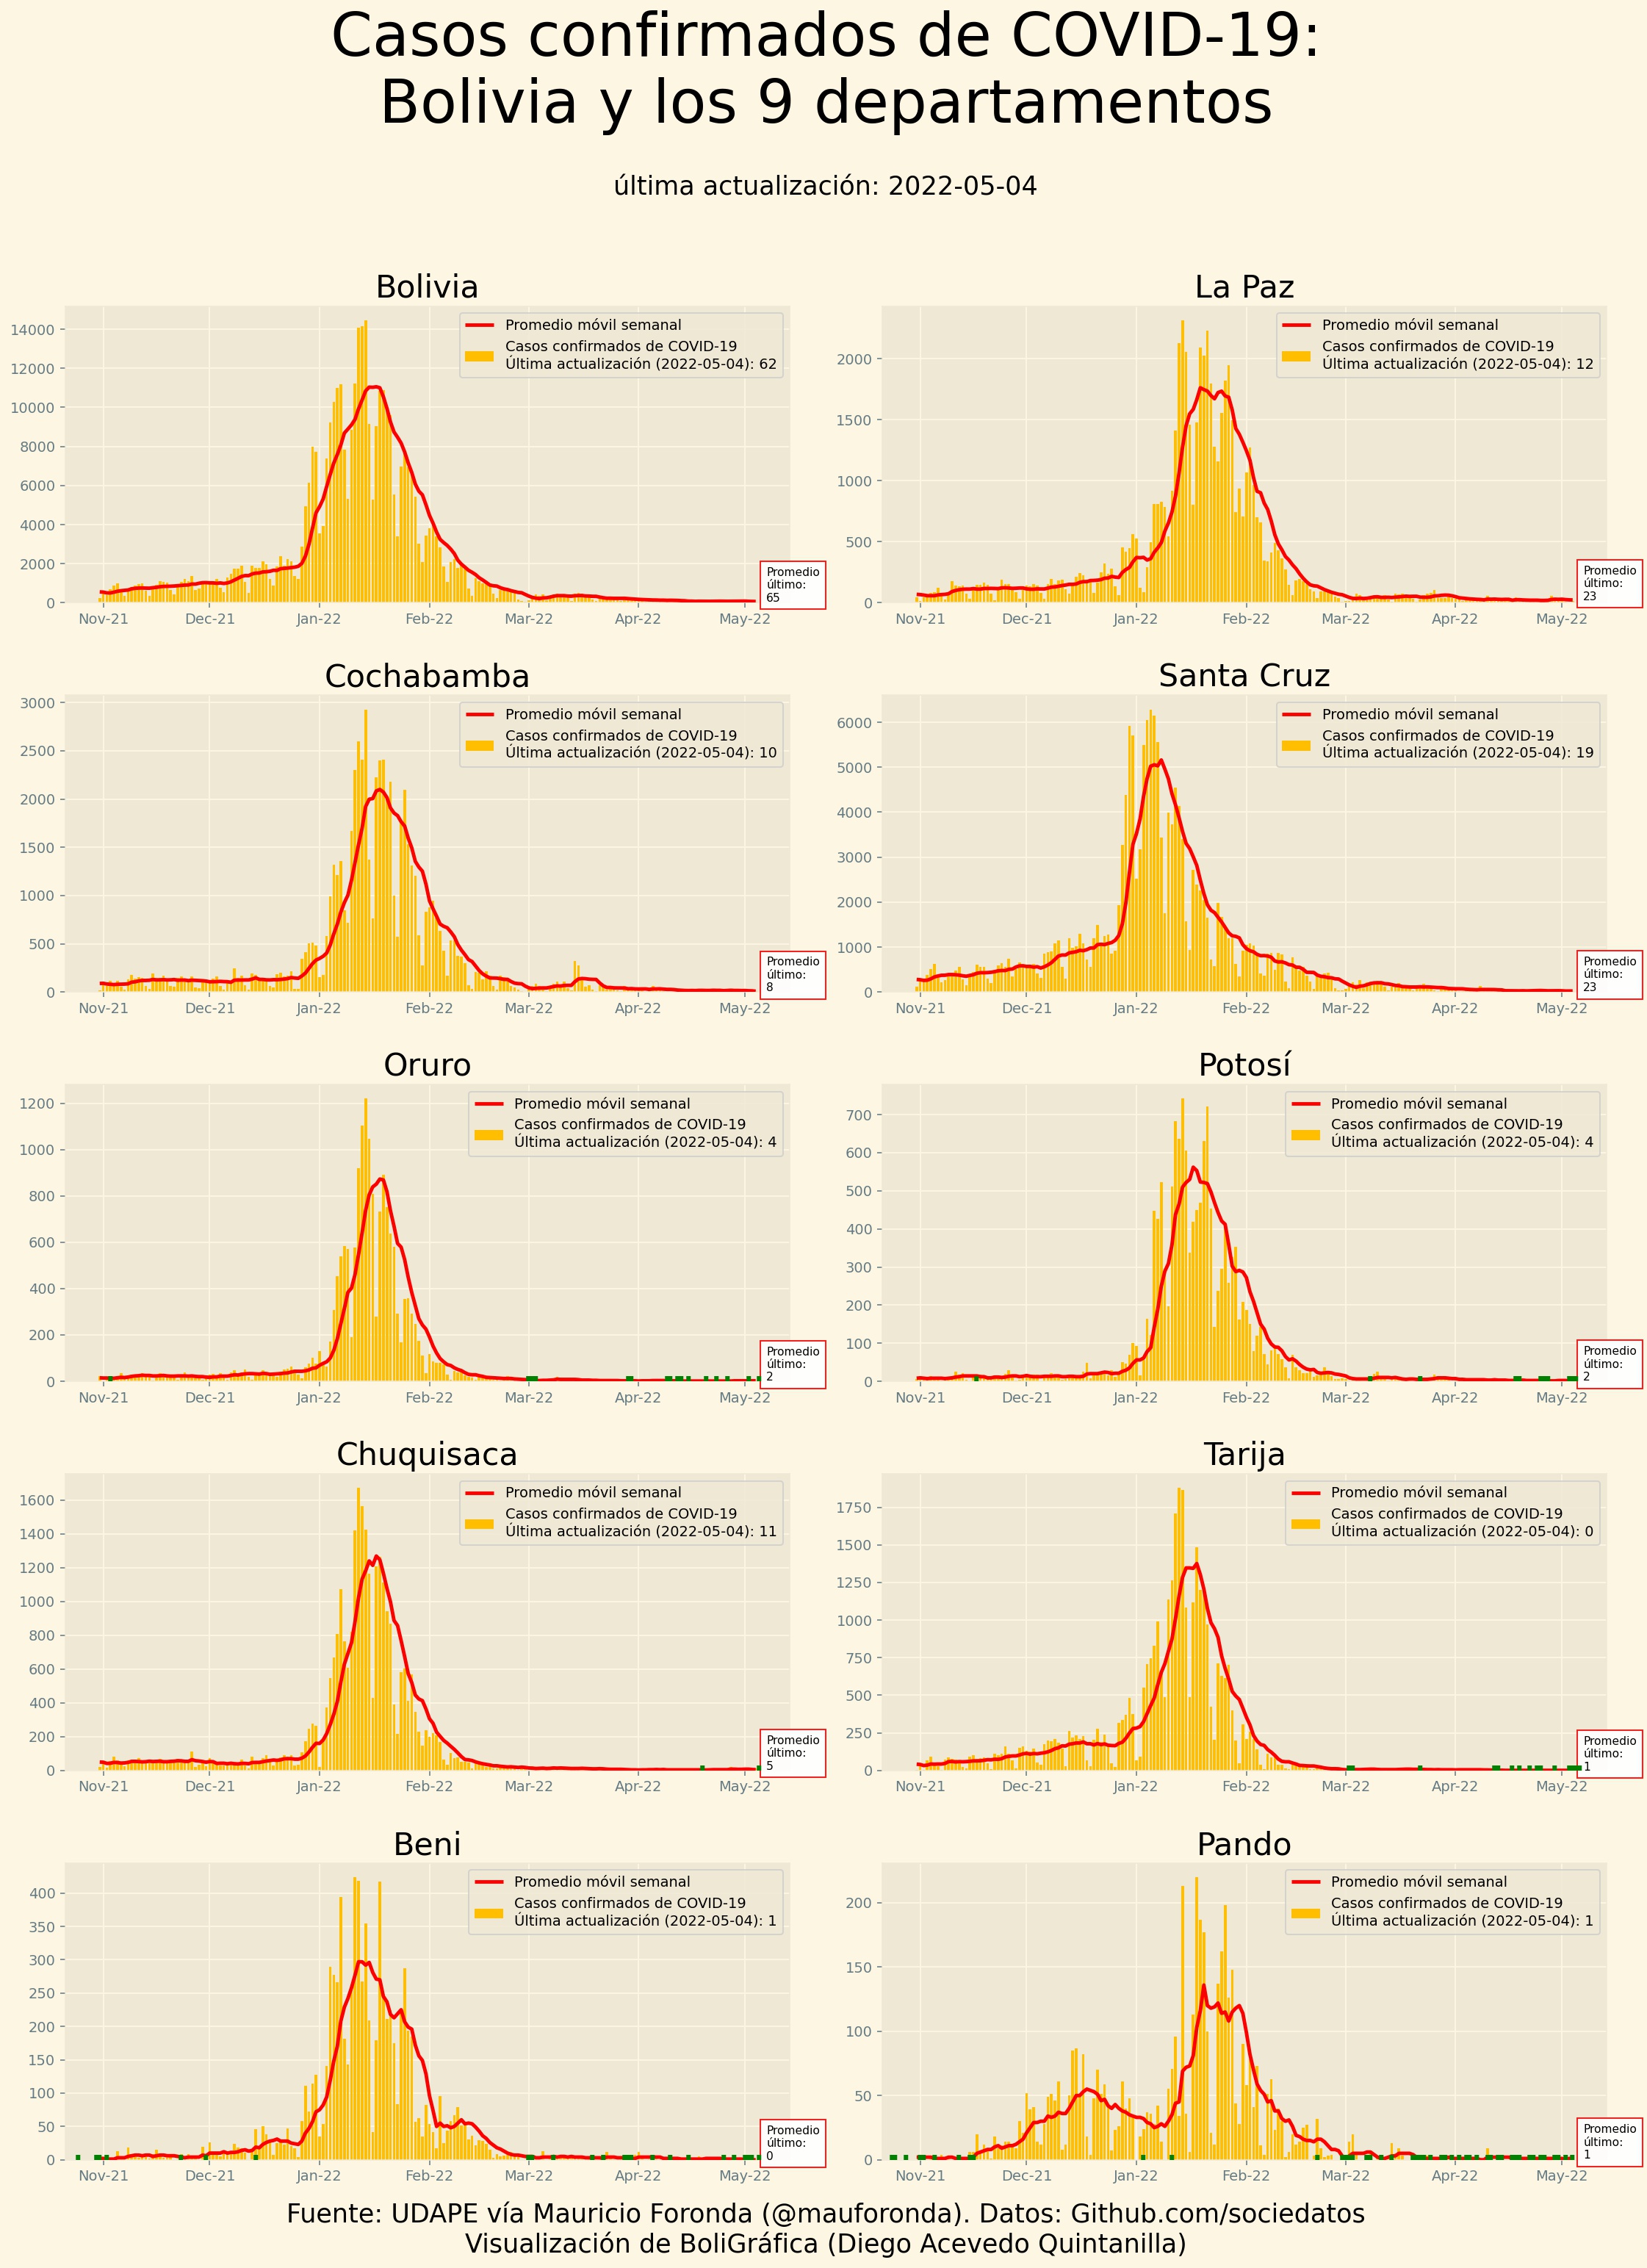 Casos confirmados de COVID-19:
Bolivia y los 9 departamentos
última actualización: 2022-05-04
Bolivia
14000
12000
10000
8000
6000
4000
2000
0
Nov-21 Dec-21 Jan-22 Feb-22 Mar-22 Apr-22 May-22
Promedio móvil semanal
Casos confirmados de COVID-19
Última actualización (2022-05-04): 62
Promedio
último:
65
La Paz
2000
1500
1000
500
0
Nov-21 Dec-21 Jan-22 Feb-22 Mar-22 Apr-22 May-22
Promedio móvil semanal
Casos confirmados de COVID-19
Última actualización (2022-05-04): 12
Promedio
último:
23
Cochabamba
3000
2500
2000
1500
1000
500
0
Nov-21 Dec-21 Jan-22 Feb-22 Mar-22 Apr-22 May-22
Promedio móvil semanal
Casos confirmados de COVID-19
Última actualización (2022-05-04): 10
Promedio
último:
8
Santa Cruz
6000
5000
4000
3000
2000
1000
0
Nov-21 Dec-21 Jan-22 Feb-22 Mar-22 Apr-22 May-22
Promedio móvil semanal
Casos confirmados de COVID-19
Última actualización (2022-05-04): 19
Promedio
último:
23
Oruro
1200
1000
800
600
400
200
0
Nov-21 Dec-21 Jan-22 Feb-22 Mar-22 Apr-22 May-22
Promedio móvil semanal
Casos confirmados de COVID-19
Última actualización (2022-05-04): 4
Promedio
último:
2
Potosí
700
600
500
400
300
200
100
0
Nov-21 Dec-21 Jan-22 Feb-22 Mar-22 Apr-22 May-22
Promedio móvil semanal
Casos confirmados de COVID-19
Última actualización (2022-05-04): 4
Promedio
último:
2
Chuquisaca
1600
1400
1200
1000
800
600
400
200
0
Nov-21 Dec-21 Jan-22 Feb-22 Mar-22 Apr-22 May-22
Promedio móvil semanal
Casos confirmados de COVID-19
Última actualización (2022-05-04): 11
Promedio
último:
5
Tarija
1750
1500
1250
1000
750
500
250
0
Nov-21 Dec-21 Jan-22 Feb-22 Mar-22 Apr-22 May-22
Promedio móvil semanal
Casos confirmados de COVID-19
Última actualización (2022-05-04): 0
Promedio
último:
1
Beni
400
350
300
250
200
150
100
50
0
Nov-21 Dec-21 Jan-22 Feb-22 Mar-22 Apr-22 May-22
Promedio móvil semanal
Casos confirmados de COVID-19
Última actualización (2022-05-04): 1
Promedio
último:
0
Pando
200
150
100
50
0
Nov-21 Dec-21 Jan-22 Feb-22 Mar-22 Apr-22 May-22
Promedio móvil semanal
Casos confirmados de COVID-19
Última actualización (2022-05-04): 1
Promedio
último:
1
Fuente: UDAPE vía Mauricio Foronda (@mauforonda). Datos: Github.com/sociedatos
Visualización de BoliGráfica (Diego Acevedo Quintanilla)